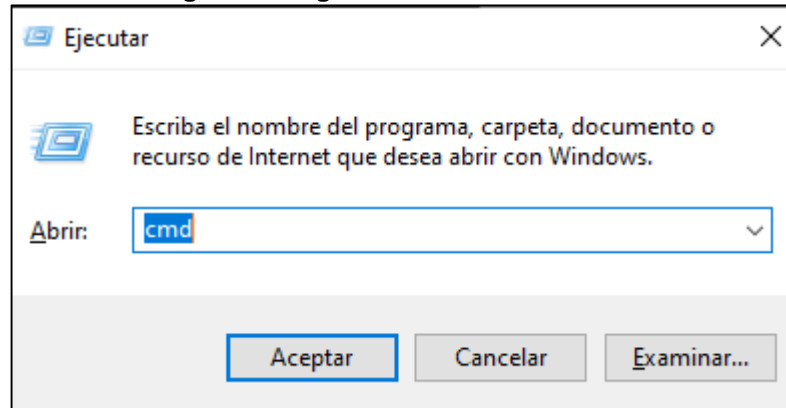 Ejecutar
Escriba el nombre del programa, carpeta, documento o
recurso de Internet que desea abrir con Windows.
Abrir: cmd
Aceptar Cancelar Examinar...